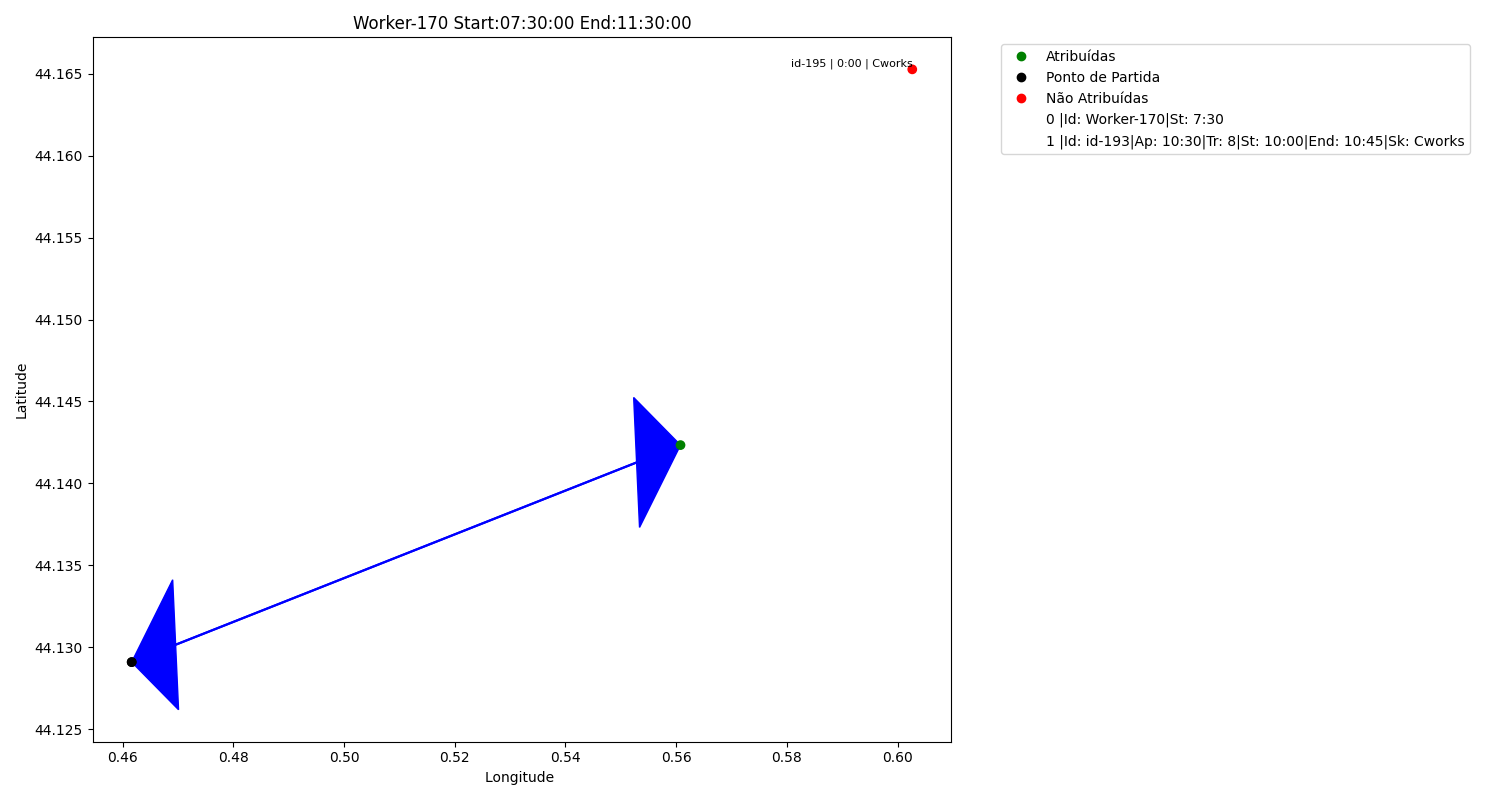 Worker-170 Start:07:30:00 End:11:30:00
id-195 | 0:00 | Cworks
44.165
44.160
44.155
44.150
44.145
44.140
44.135
44.130
44.125
Latitude
0.46 0.48 0.50 0.52 0.54 0.56 0.58 0.60
Longitude
Atribuídas
Ponto de Partida
Não Atribuídas
0 |Id: Worker-170|St: 7:30
1 |Id: id-193|Ap: 10:30|Tr: 8|St: 10:00|End: 10:45|Sk: Cworks